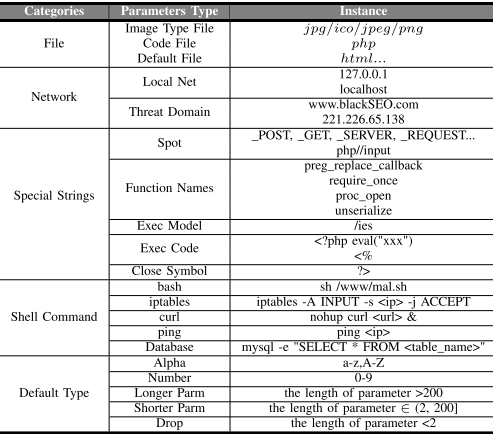 Categories Parameters Type Instance
File
Image Type File jpg/ico/jpeg/png
Code File php
Default File html...
Network
Local Net
127.0.0.1
localhost
Threat Domain
www.blackSEO.com
221.226.65.138
Special Strings
Spot
_POST, _GET, _SERVER, _REQUEST...
php//input
Function Names
preg_replace_callback
require_once
proc_open
unserialize
Exec Model /ies
Exec Code
<?php eval("xxx")
<%
Close Symbol ?>
Shell Command
bash sh /www/mal.sh
iptables iptables -A INPUT -s <ip> -j ACCEPT
curl nohup curl <url> &
ping ping <ip>
Database mysql -e "SELECT * FROM <table_name>"
Default Type
Alpha a-z,A-Z
Number 0-9
Longer Parm the length of parameter >200
Shorter Parm the length of parameter ∈ (2, 200]
Drop the length of parameter <2